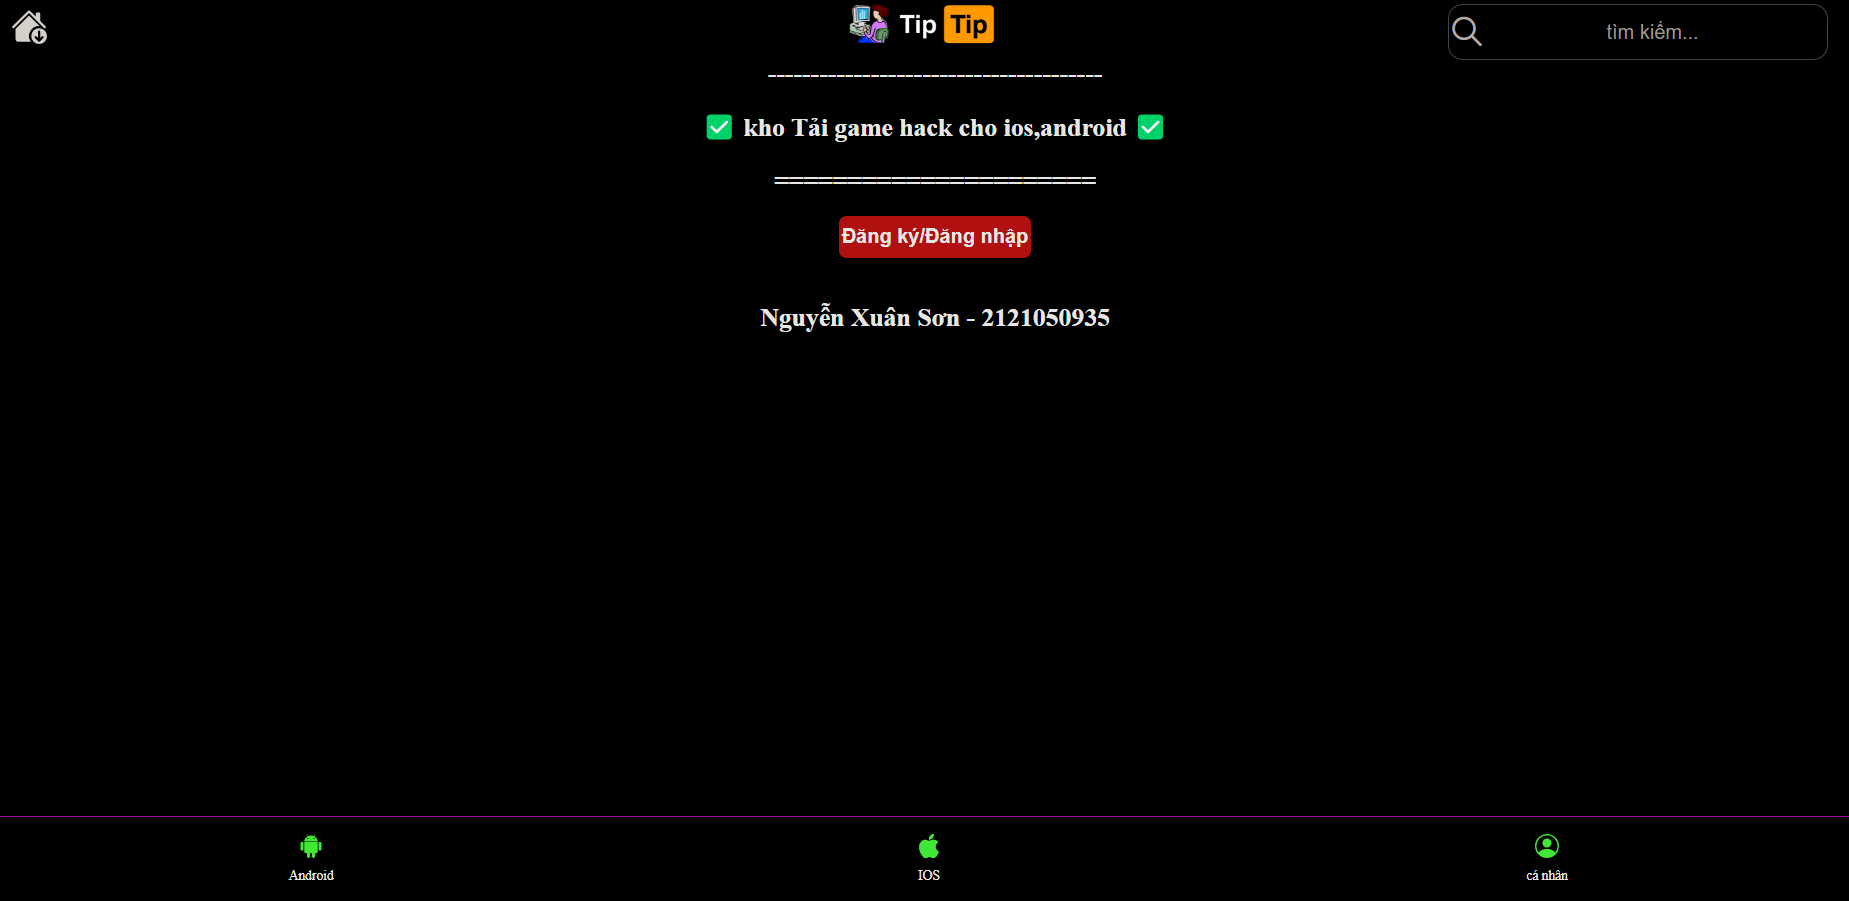 Tip Tip
tìm kiếm...
---------------------------------------
✅ kho Tải game hack cho ios,android ✅
======================
Đăng ký/Đăng nhập
Nguyễn Xuân Sơn - 2121050935
Android
IOS
cá nhân